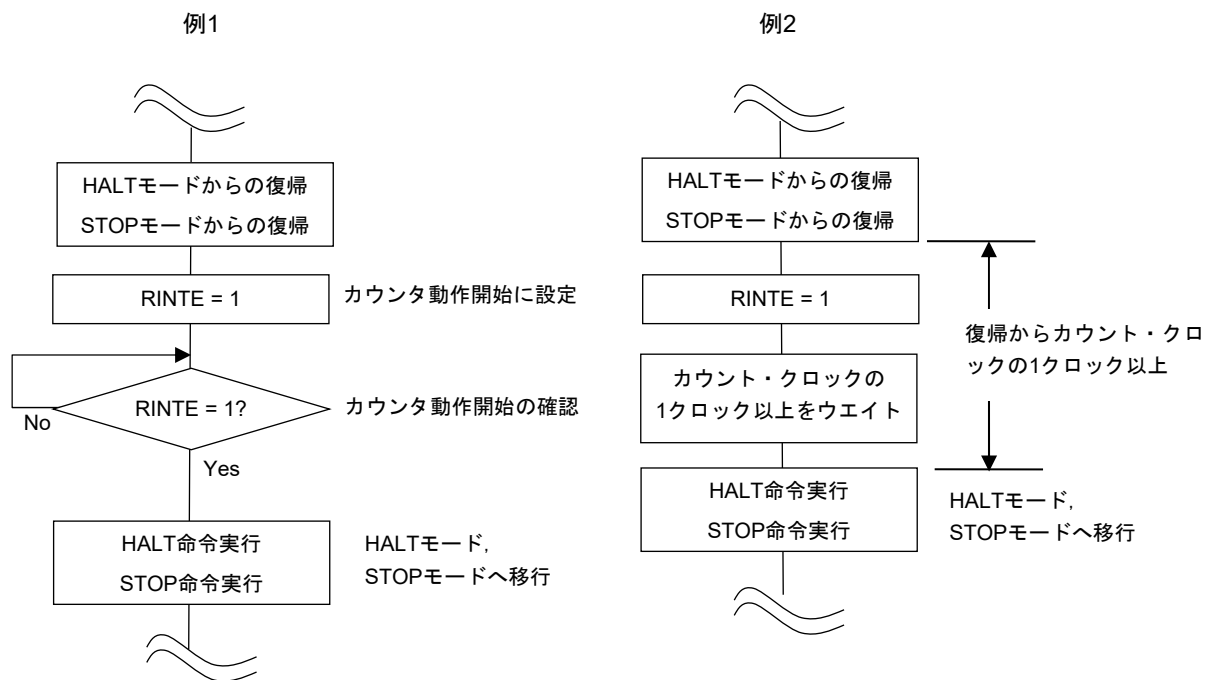 例1
HALTモードからの復帰
STOPモードからの復帰
RINTE = 1
カウンタ動作開始に設定
RINTE = 1?
カウンタ動作開始の確認
No
Yes
HALT命令実行
STOP命令実行
HALTモード,
STOPモードへ移行
例2
HALTモードからの復帰
STOPモードからの復帰
RINTE = 1
復帰からカウント・クロ
ックの1クロック以上
カウント・クロックの
1クロック以上をウエイト
HALT命令実行
STOP命令実行
HALTモード,
STOPモードへ移行